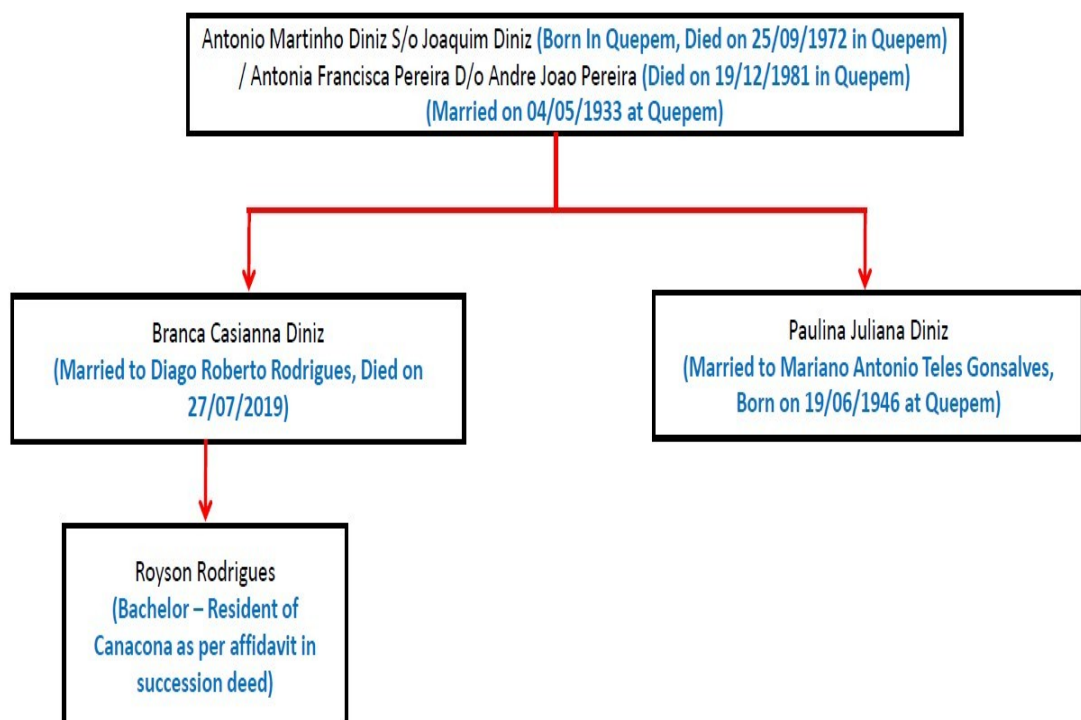 Antonio Martinho Diniz S/o Joaquim Diniz (Born In Quepem, Died on 25/09/1972 in Quepem)
/ Antonia Francisca Pereira D/o Andre Joao Pereira (Died on 19/12/1981 in Quepem)
(Married on 04/05/1933 at Quepem)
Branca Casianna Diniz
(Married to Diago Roberto Rodrigues, Died on
27/07/2019)
Paulina Juliana Diniz
(Married to Mariano Antonio Teles Gonsalves,
Born on 19/06/1946 at Quepem)
Royson Rodrigues
(Bachelor – Resident of
Canacona as per affidavit in
succession deed)